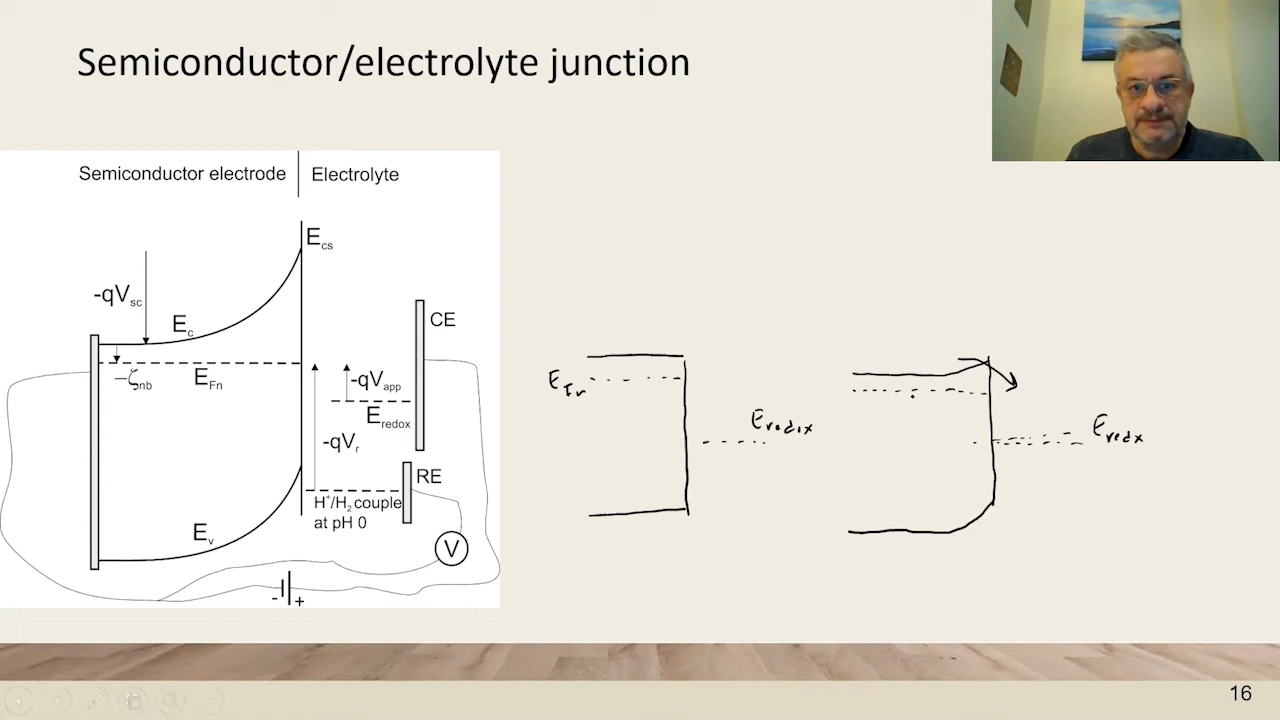 Semiconductor/electrolyte junction
Semiconductor electrode
Electrolyte
Ecs
-qVsc
Ec
CE
−ζnb
EFn
-qVapp
Eredox
-qVr
RE
H⁺/H₂ couple
at pH 0
Ev
V
- +
EFn
Eredox
Eredx
16